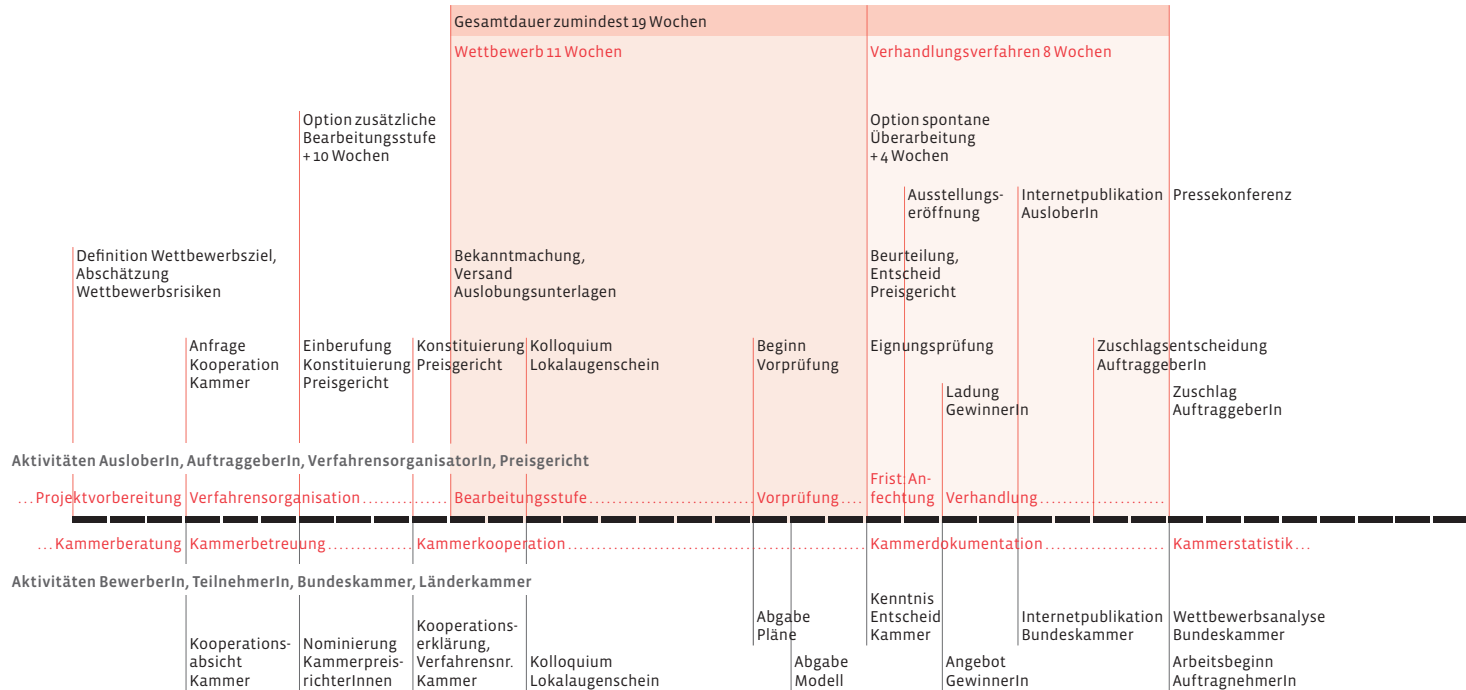 Gesamtdauer zumindest 19 Wochen
Wettbewerb 11 Wochen
Verhandlungsverfahren 8 Wochen
Option zusätzliche
Bearbeitungsstufe
+ 10 Wochen
Option spontane
Überarbeitung
+ 4 Wochen
Ausstellungs-
eröffnung
Internetpublikation
AusloberIn
Pressekonferenz
Definition Wettbewerbsziel,
Abschätzung
Wettbewerbsrisiken
Bekanntmachung,
Versand
Auslobungsunterlagen
Beurteilung,
Entscheid
Preisgericht
Anfrage
Kooperation
Kammer
Einberufung
Konstituierung
Preisgericht
Konstituierung
Preisgericht
Kolloquium
Lokalaugenschein
Beginn
Vorprüfung
Eignungsprüfung
Zuschlagsentscheidung
AuftraggeberIn
Ladung
GewinnerIn
Zuschlag
AuftraggeberIn
Aktivitäten AusloberIn, AuftraggeberIn, VerfahrensorganisatorIn, Preisgericht
...Projektvorbereitung
Verfahrensorganisation............
Bearbeitungsstufe......................
Vorprüfung....
Frist An-
fechtung
Verhandlung.................
...Kammerberatung
Kammerbetreuung............
Kammerkooperation.......................................
Kammerdokumentation................
Kammerstatistik...
Aktivitäten BewerberIn, TeilnehmerIn, Bundeskammer, Länderkammer
Kooperations-
absicht
Kammer
Nominierung
Kammerpreis-
richterInnen
Kooperations-
erklärung,
Verfahrensnr.
Kammer
Kolloquium
Lokalaugenschein
Abgabe
Pläne
Abgabe
Modell
Kenntnis
Entscheid
Kammer
Angebot
GewinnerIn
Internetpublikation
Bundeskammer
Wettbewerbsanalyse
Bundeskammer
Arbeitsbeginn
AuftragnehmerIn